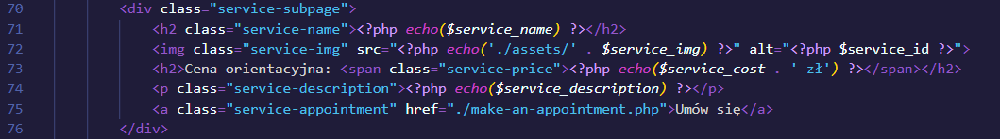 70 <div class="service-subpage">
71 <h2 class="service-name"><?php echo($service_name) ?></h2>
72 <img class="service-img" src="<?php echo('./assets/' . $service_img) ?>" alt="<?php $service_id ?>">
73 <h2>Cena orientacyjna: <span class="service-price"><?php echo($service_cost . ' zł') ?></span></h2>
74 <p class="service-description"><?php echo($service_description) ?></p>
75 <a class="service-appointment" href="./make-an-appointment.php">Umów się</a>
76 </div>